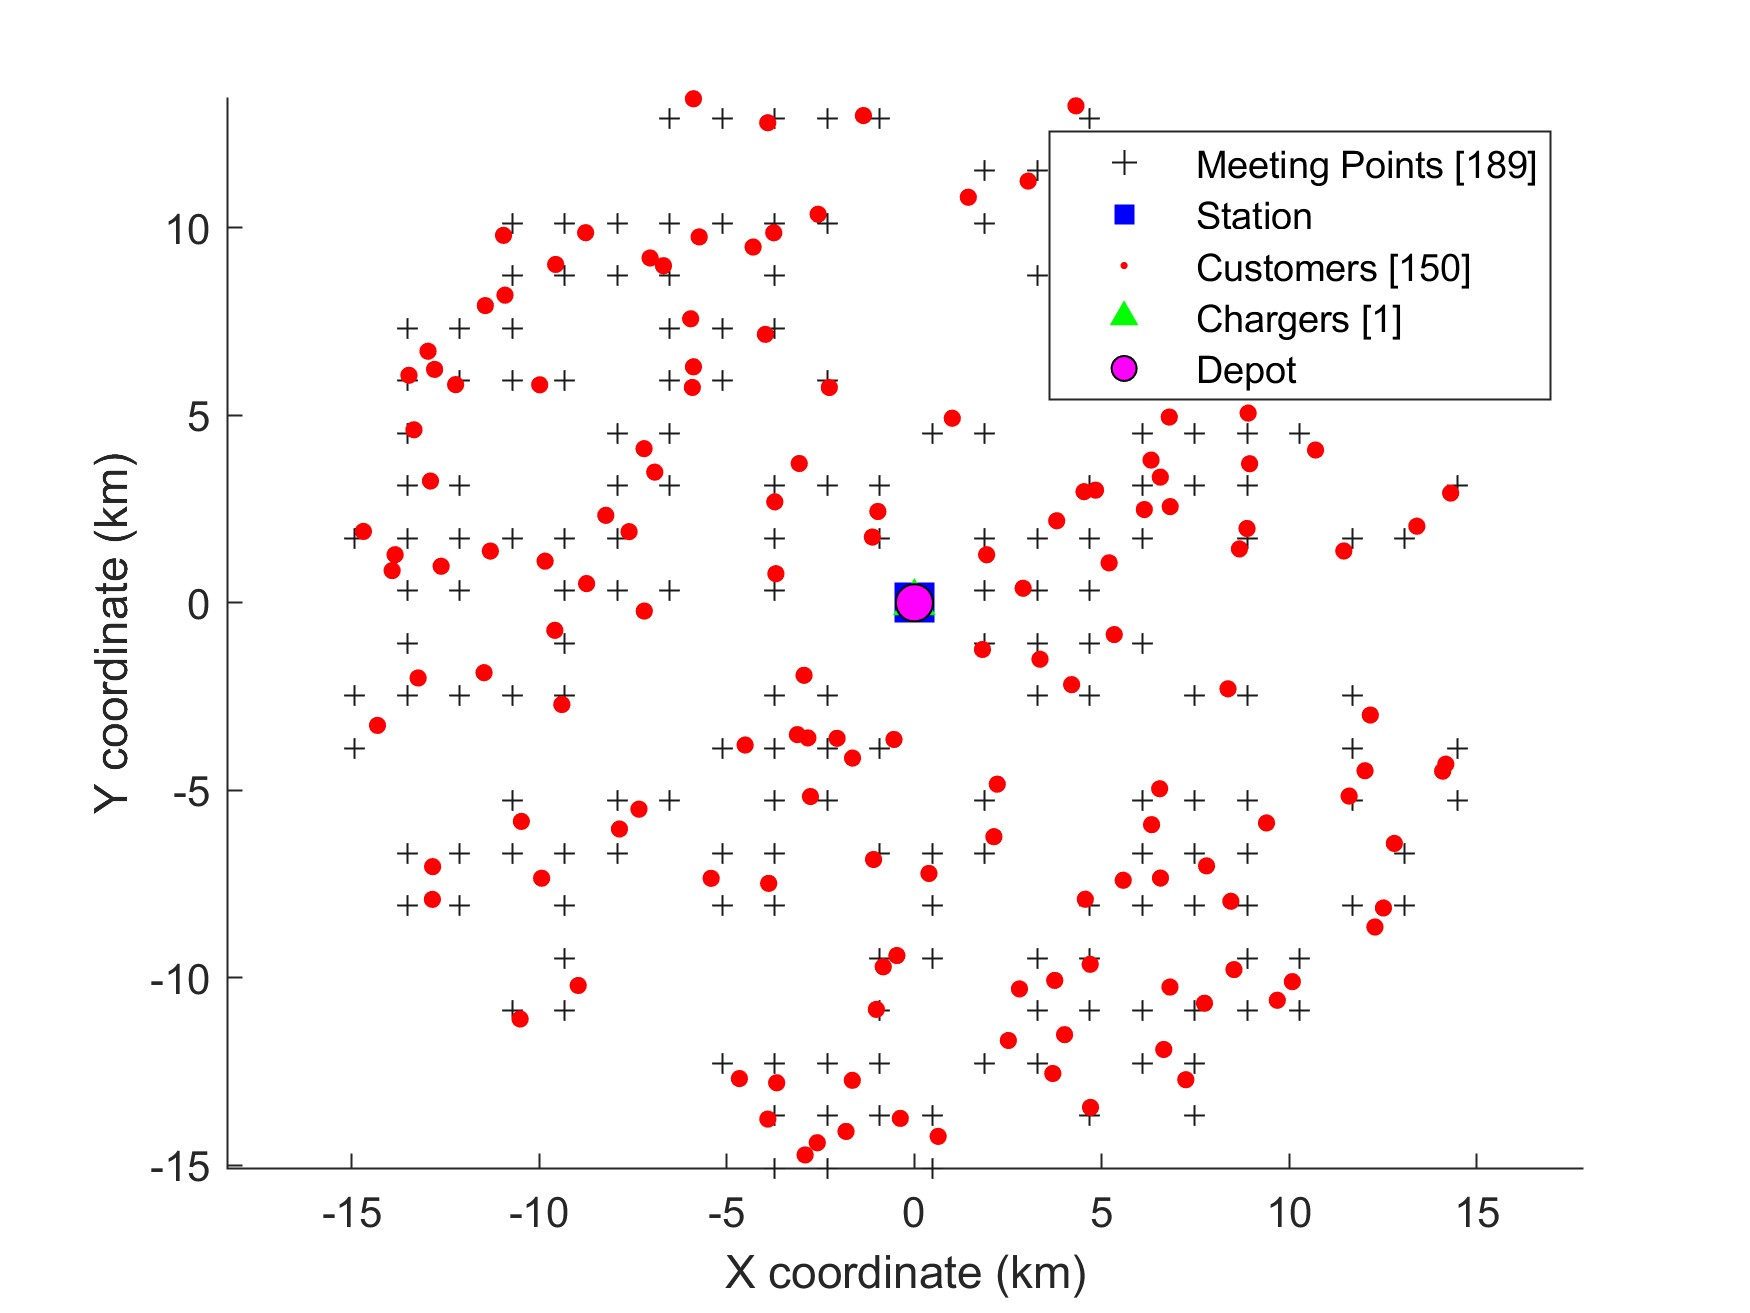 Meeting Points [189]
Station
Customers [150]
Chargers [1]
Depot
10
5
0
-5
-10
-15
Y coordinate (km)
-15 -10 -5 0 5 10 15
X coordinate (km)